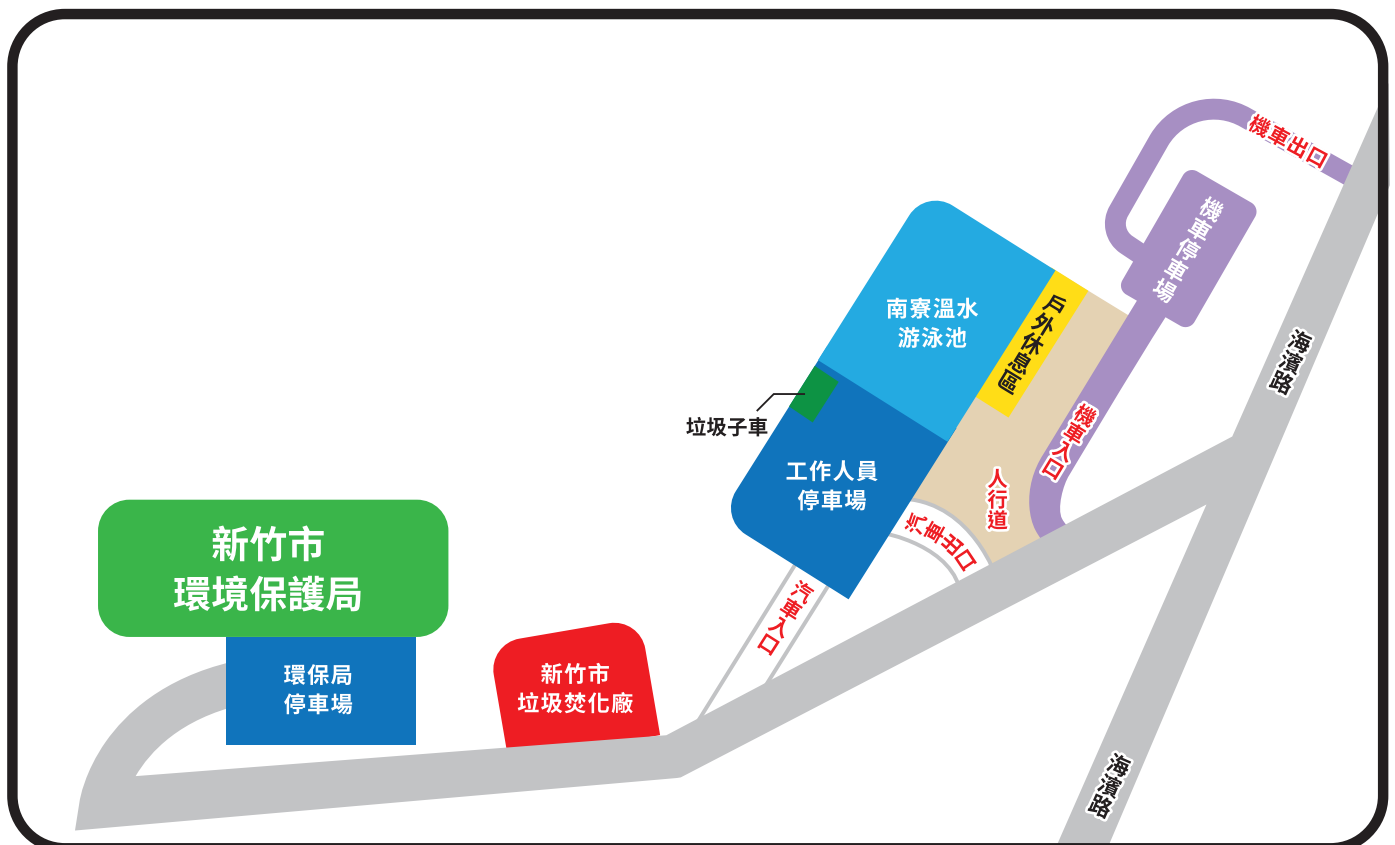 機車出口
機車停車場
南寮溫水
游泳池
戶外休息區
海濱路
垃圾子車
機車入口
工作人員
停車場
人行道
汽車出口
新竹市
環境保護局
汽車入口
環保局
停車場
新竹市
垃圾焚化廠
海濱路